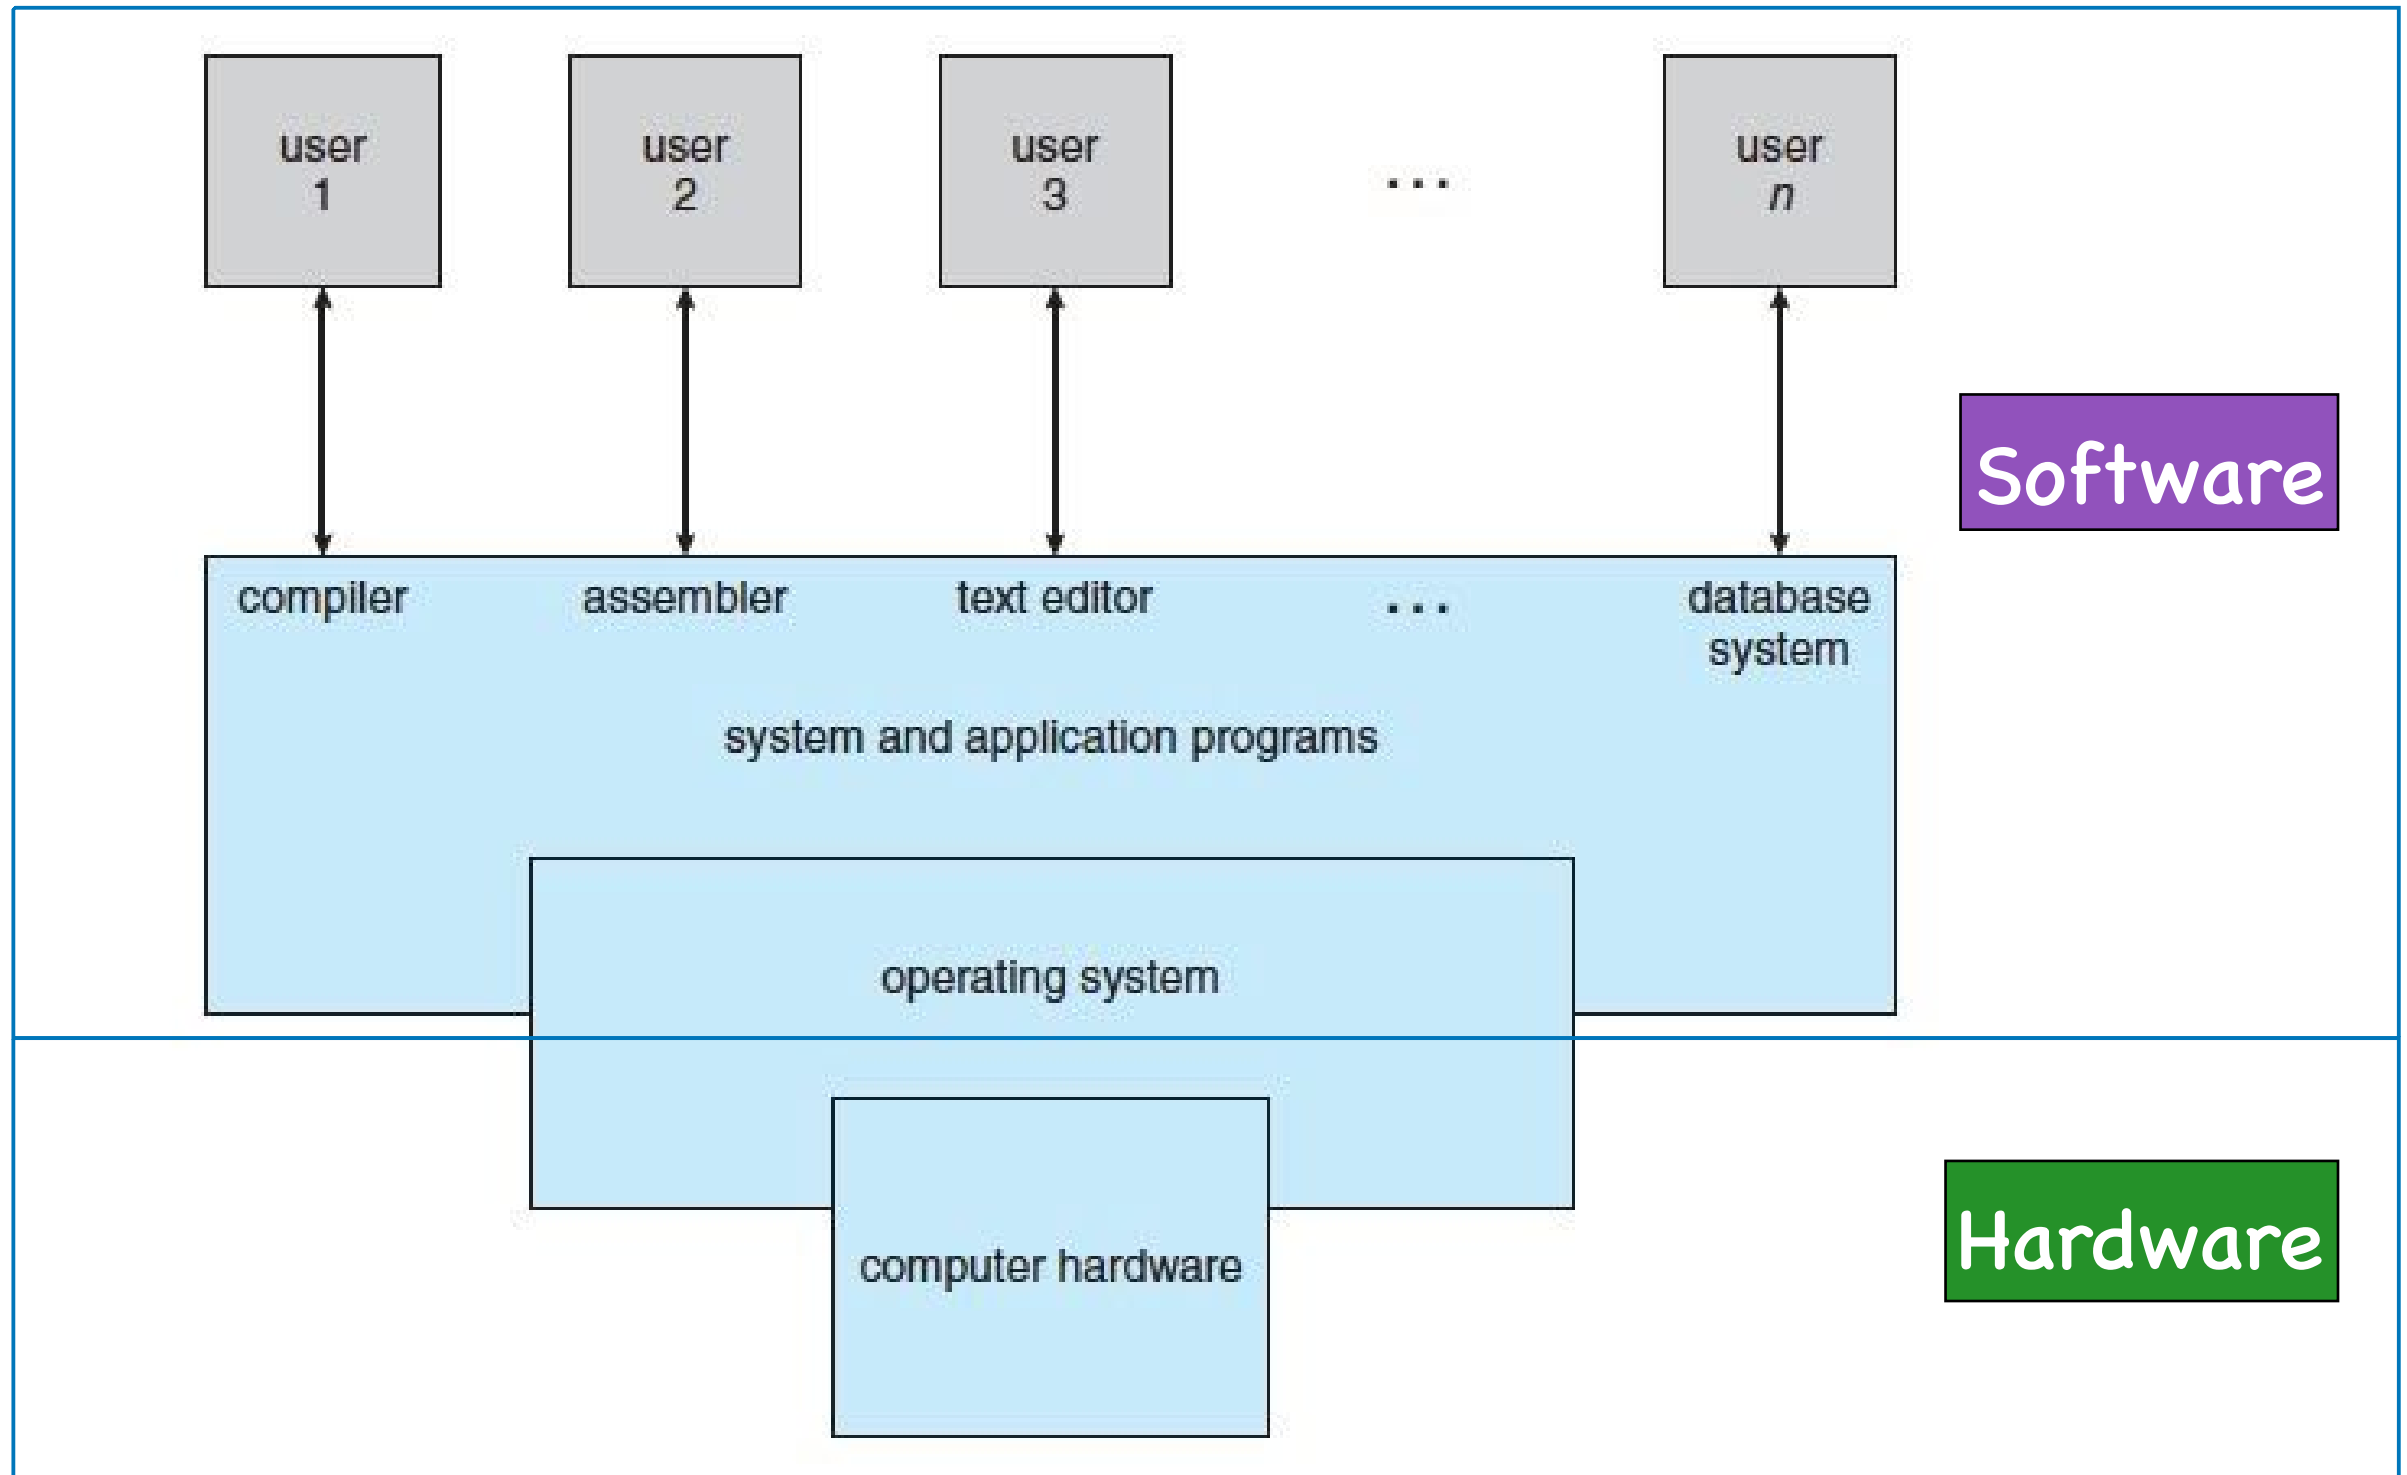 user
1
user
2
user
3
...
user
n
Software
compiler
assembler
text editor
...
database
system
system and application programs
operating system
computer hardware
Hardware